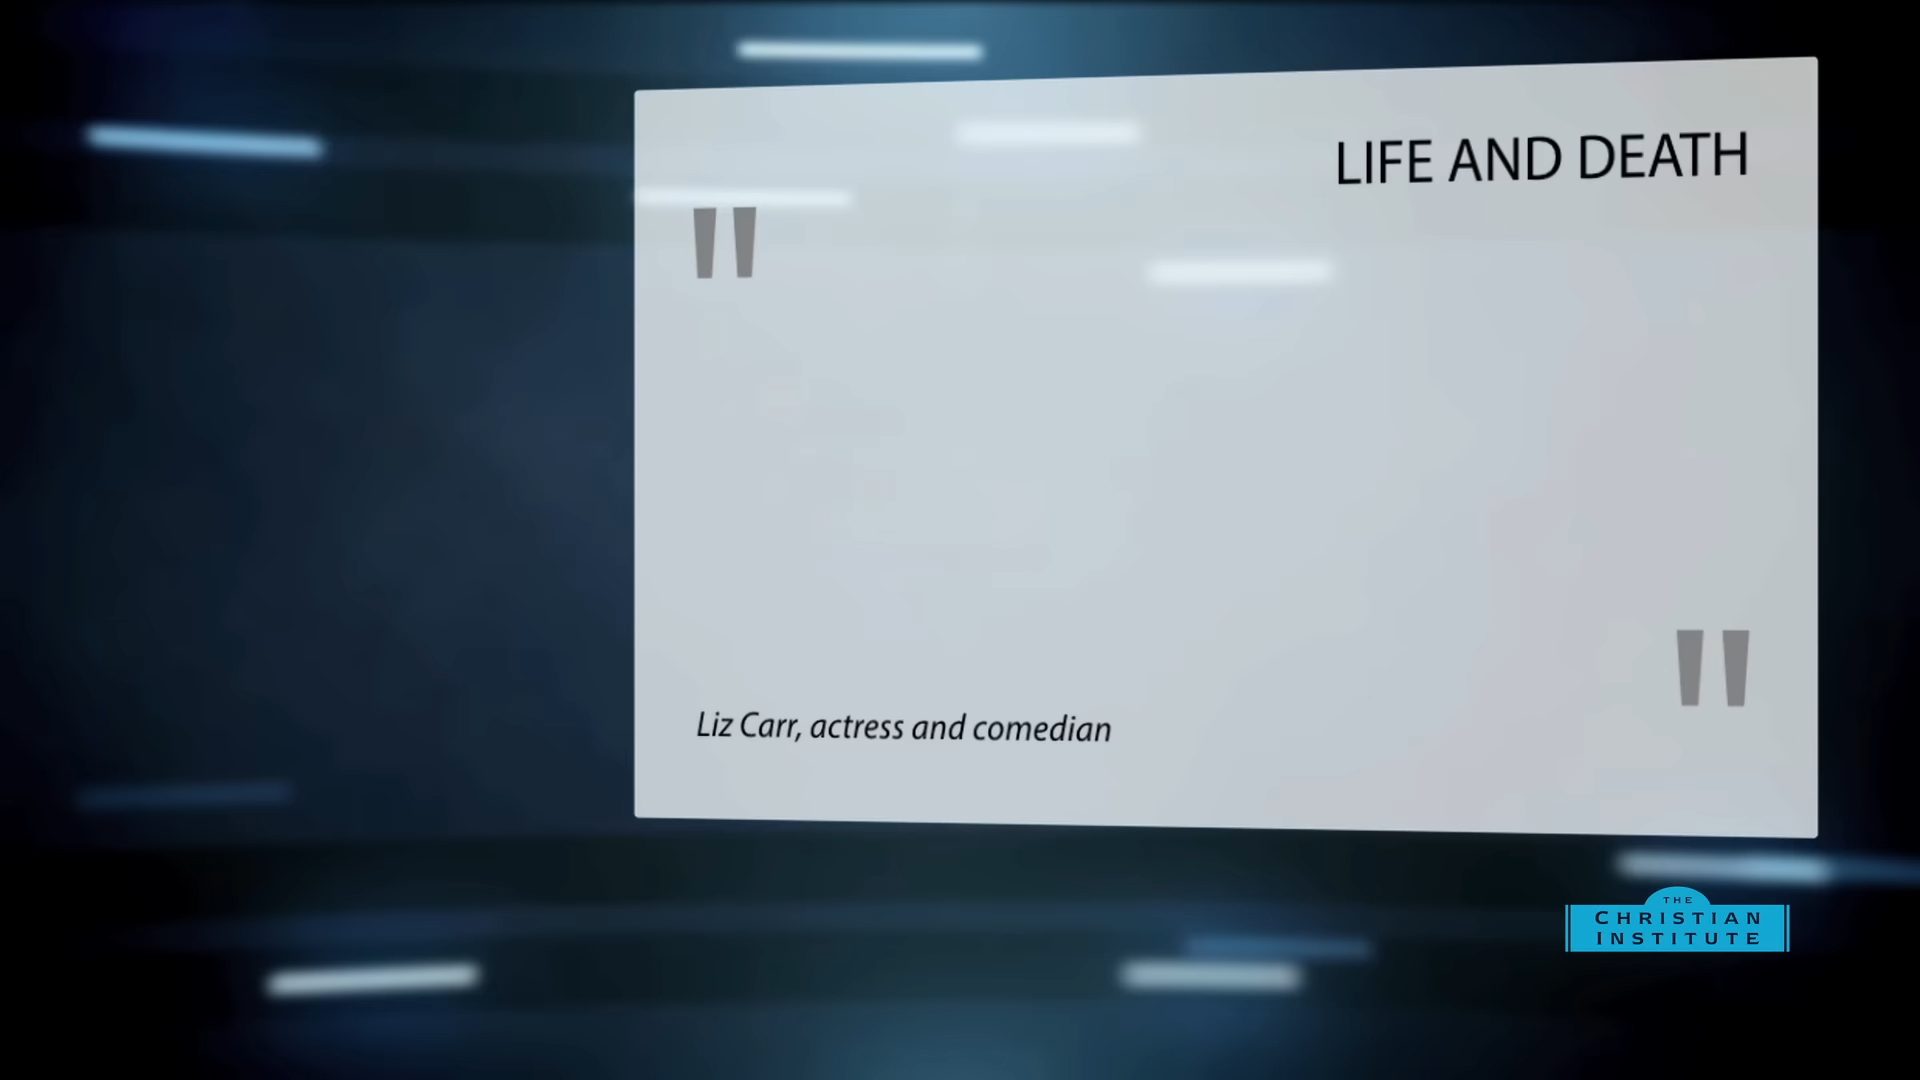 LIFE AND DEATH
"
"
Liz Carr, actress and comedian
THE
CHRISTIAN
INSTITUTE